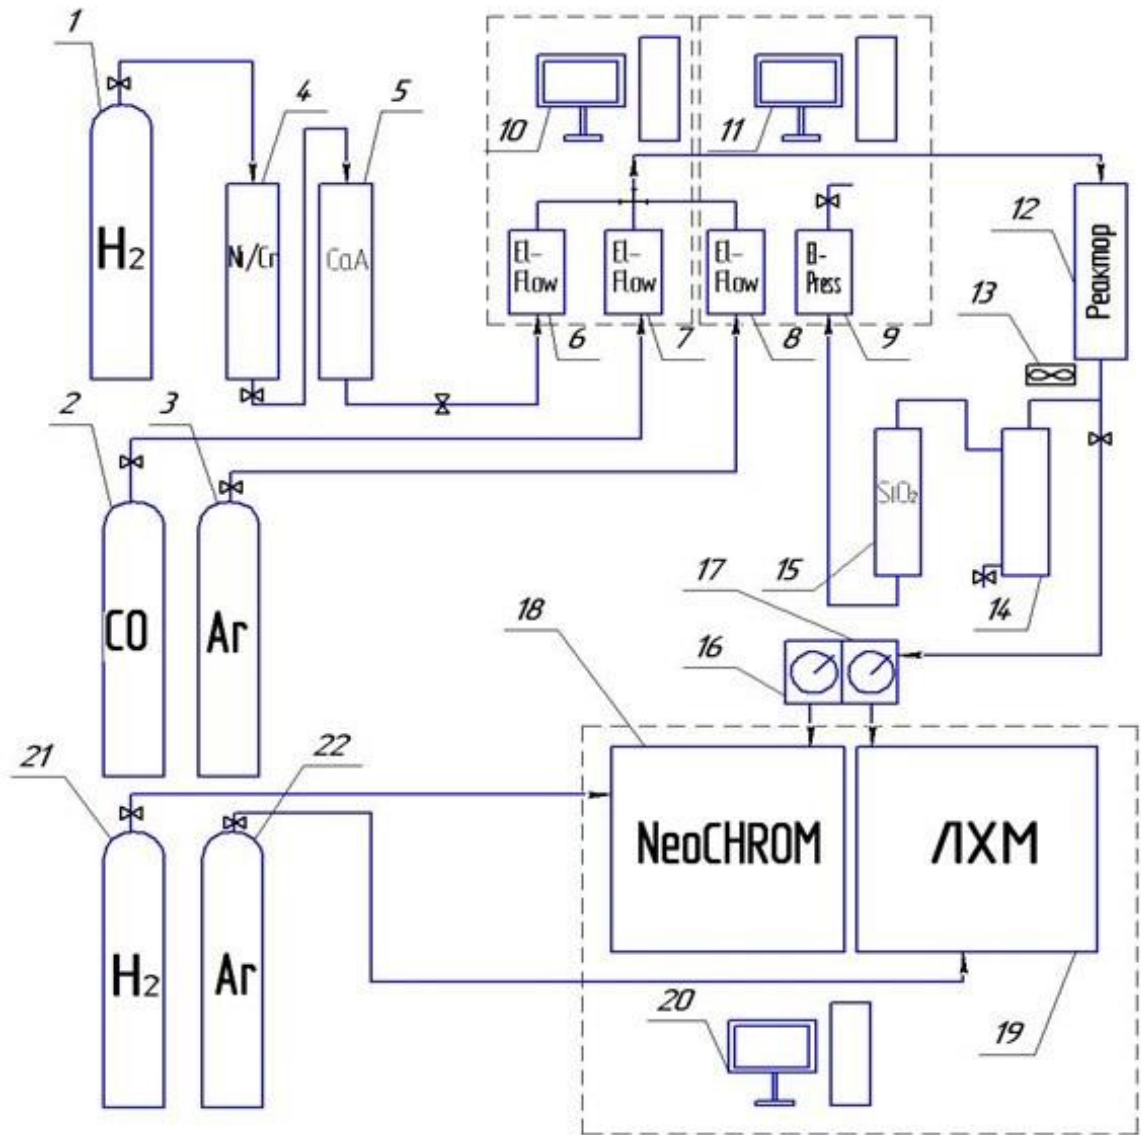 1
4
5
10
11
12
H2
Ni/Cr
CaA
El-
Flow
El-
Flow
El-
Flow
B-
Press
Реактор
13
6
7
8
9
2
3
SiO2
15
14
17
18
16
CO
Ar
21
22
NeoCHROM
ЛХМ
H2
Ar
20
19